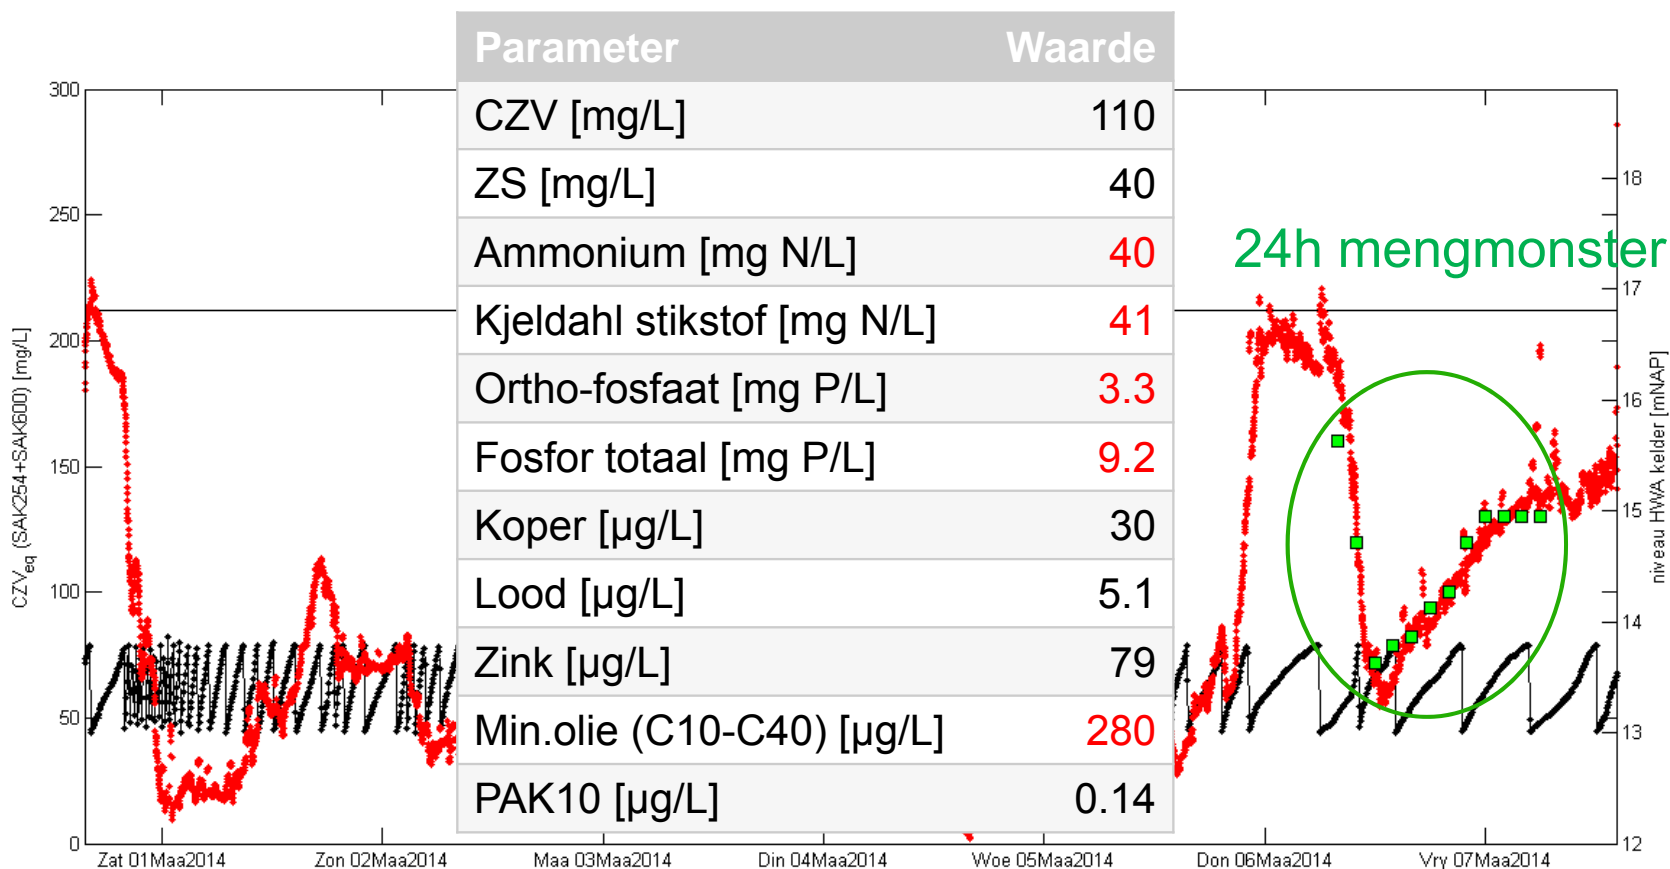 Parameter Waarde
CZV [mg/L] 110
ZS [mg/L] 40
Ammonium [mg N/L] 40
Kjeldahl stikstof [mg N/L] 41
Ortho-fosfaat [mg P/L] 3.3
Fosfor totaal [mg P/L] 9.2
Koper [µg/L] 30
Lood [µg/L] 5.1
Zink [µg/L] 79
Min.olie (C10-C40) [µg/L] 280
PAK10 [µg/L] 0.14
24h mengmonster
CZVeq (SAK254+SAK600) [mg/L]
300
250
200
150
100
50
0
niveau HWA kelder [mNAP]
18
17
16
15
14
13
12
Zat 01Maa2014 Zon 02Maa2014 Maa 03Maa2014 Din 04Maa2014 Woe 05Maa2014 Don 06Maa2014 Vry 07Maa2014